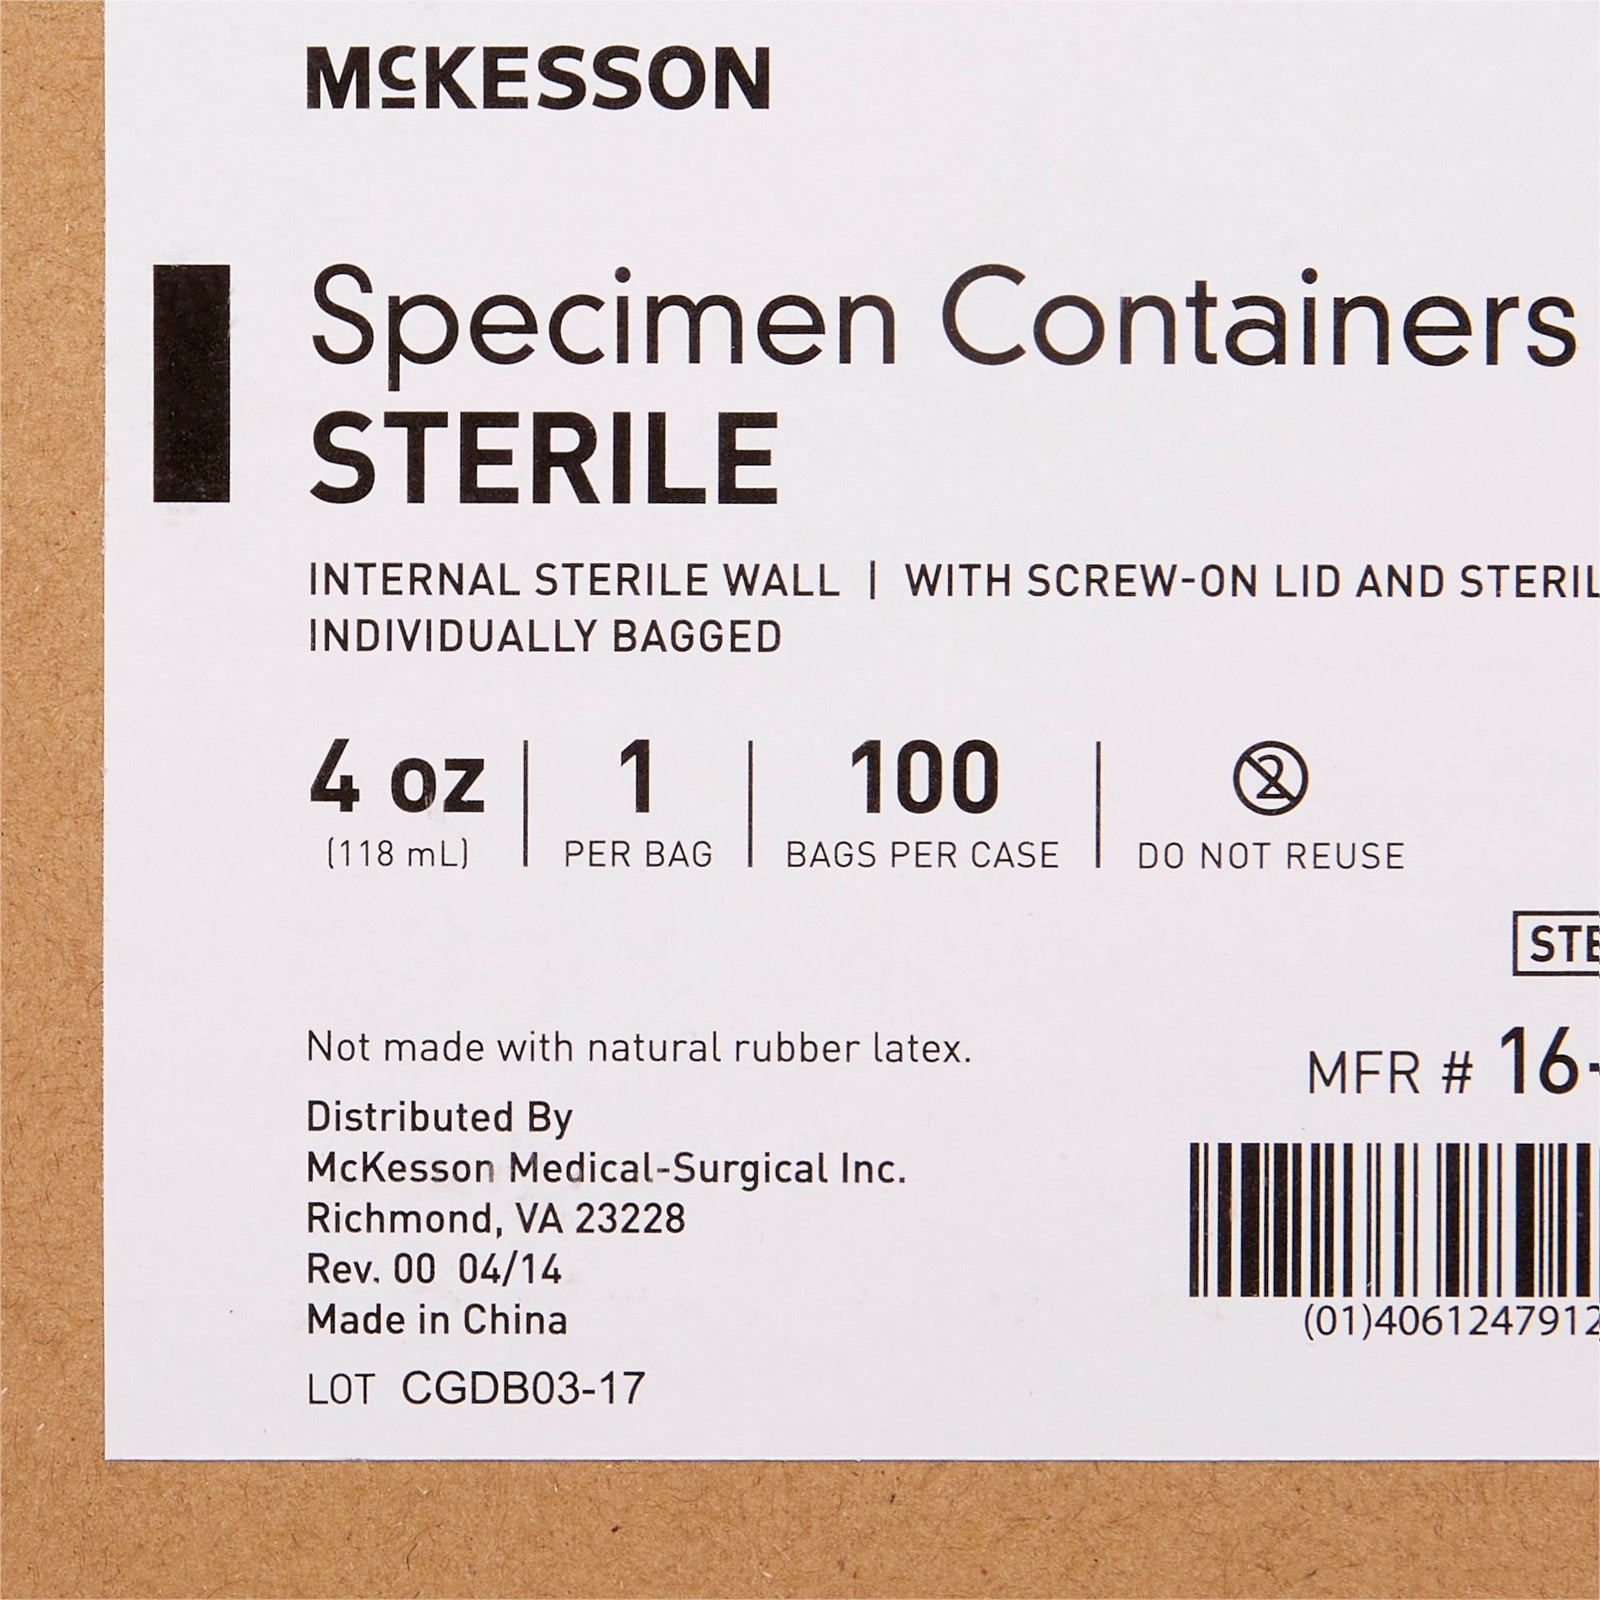 McKESSON
Specimen Containers
STERILE
INTERNAL STERILE WALL | WITH SCREW-ON LID AND STERIL
INDIVIDUALLY BAGGED
4 oz | 1 | 100 | 2
(118 mL) PER BAG BAGS PER CASE DO NOT REUSE
STE
Not made with natural rubber latex.
MFR # 16-
Distributed By
McKesson Medical-Surgical Inc.
Richmond, VA 23228
Rev. 00 04/14
Made in China
(01)4061247912
LOT CGDB03-17